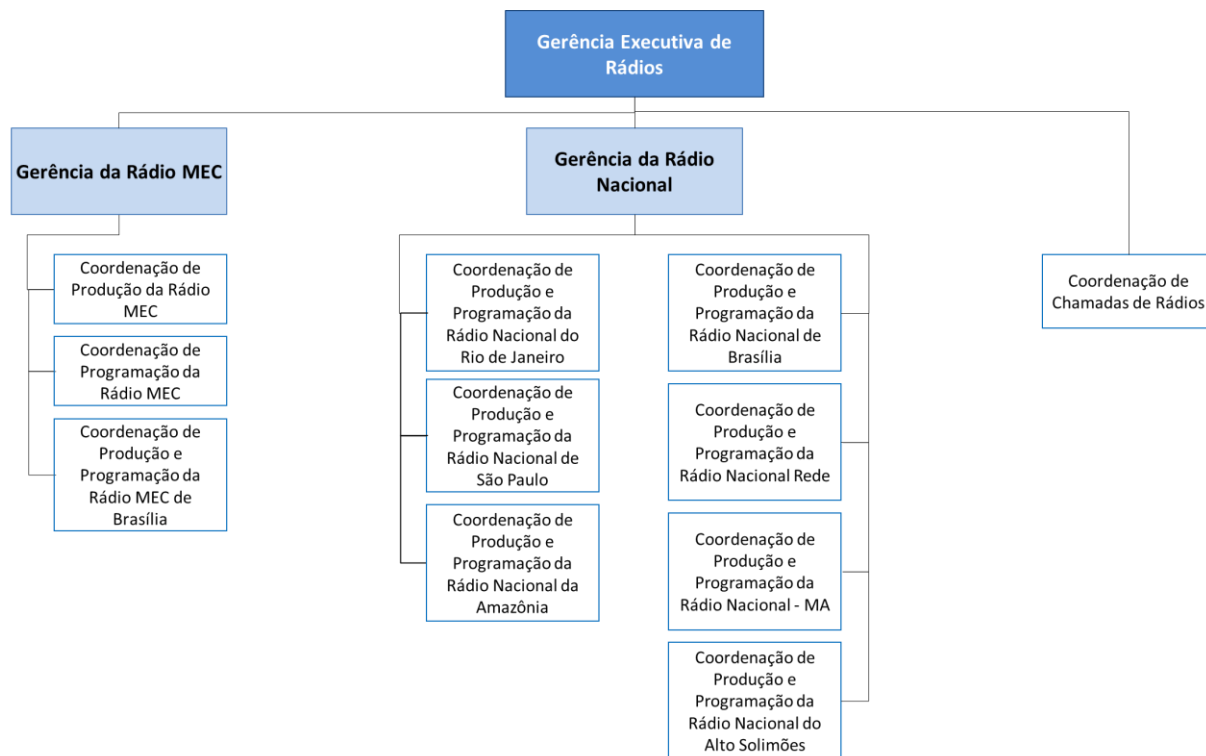 Gerência Executiva de
Rádios
Gerência da Rádio MEC
Gerência da Rádio
Nacional
Coordenação de
Produção da Rádio
MEC
Coordenação de
Programação da
Rádio MEC
Coordenação de
Produção e
Programação da
Rádio MEC de
Brasília
Coordenação de
Produção e
Programação da
Rádio Nacional do
Rio de Janeiro
Coordenação de
Produção e
Programação da
Rádio Nacional de
São Paulo
Coordenação de
Produção e
Programação da
Rádio Nacional da
Amazônia
Coordenação de
Produção e
Programação da
Rádio Nacional de
Brasília
Coordenação de
Produção e
Programação da
Rádio Nacional Rede
Coordenação de
Produção e
Programação da
Rádio Nacional - MA
Coordenação de
Produção e
Programação da
Rádio Nacional do
Alto Solimões
Coordenação de
Chamadas de Rádios